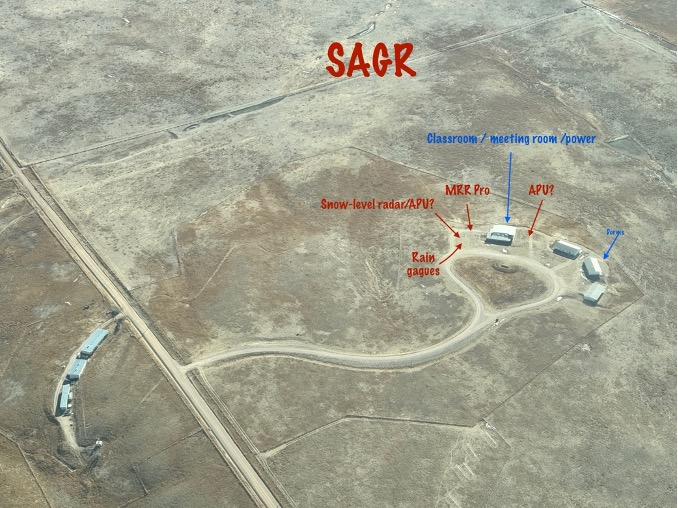 SAGR
Classroom / meeting room /power
MRR Pro
APU?
Snow-level radar/APU?
Dorms
Rain
gagues